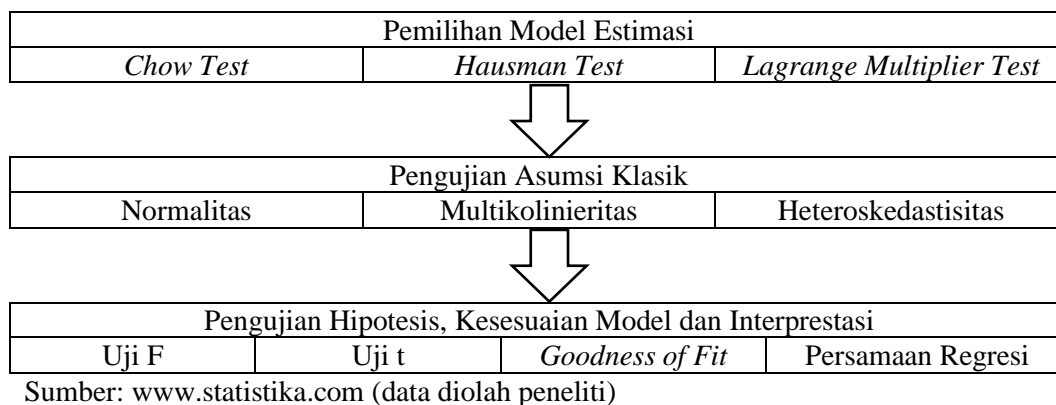 Pemilihan Model Estimasi
Chow Test Hausman Test Lagrange Multiplier Test
Pengujian Asumsi Klasik
Normalitas Multikolinieritas Heteroskedastisitas
Pengujian Hipotesis, Kesesuaian Model dan Interprestasi
Uji F Uji t Goodness of Fit Persamaan Regresi
Sumber: www.statistika.com (data diolah peneliti)